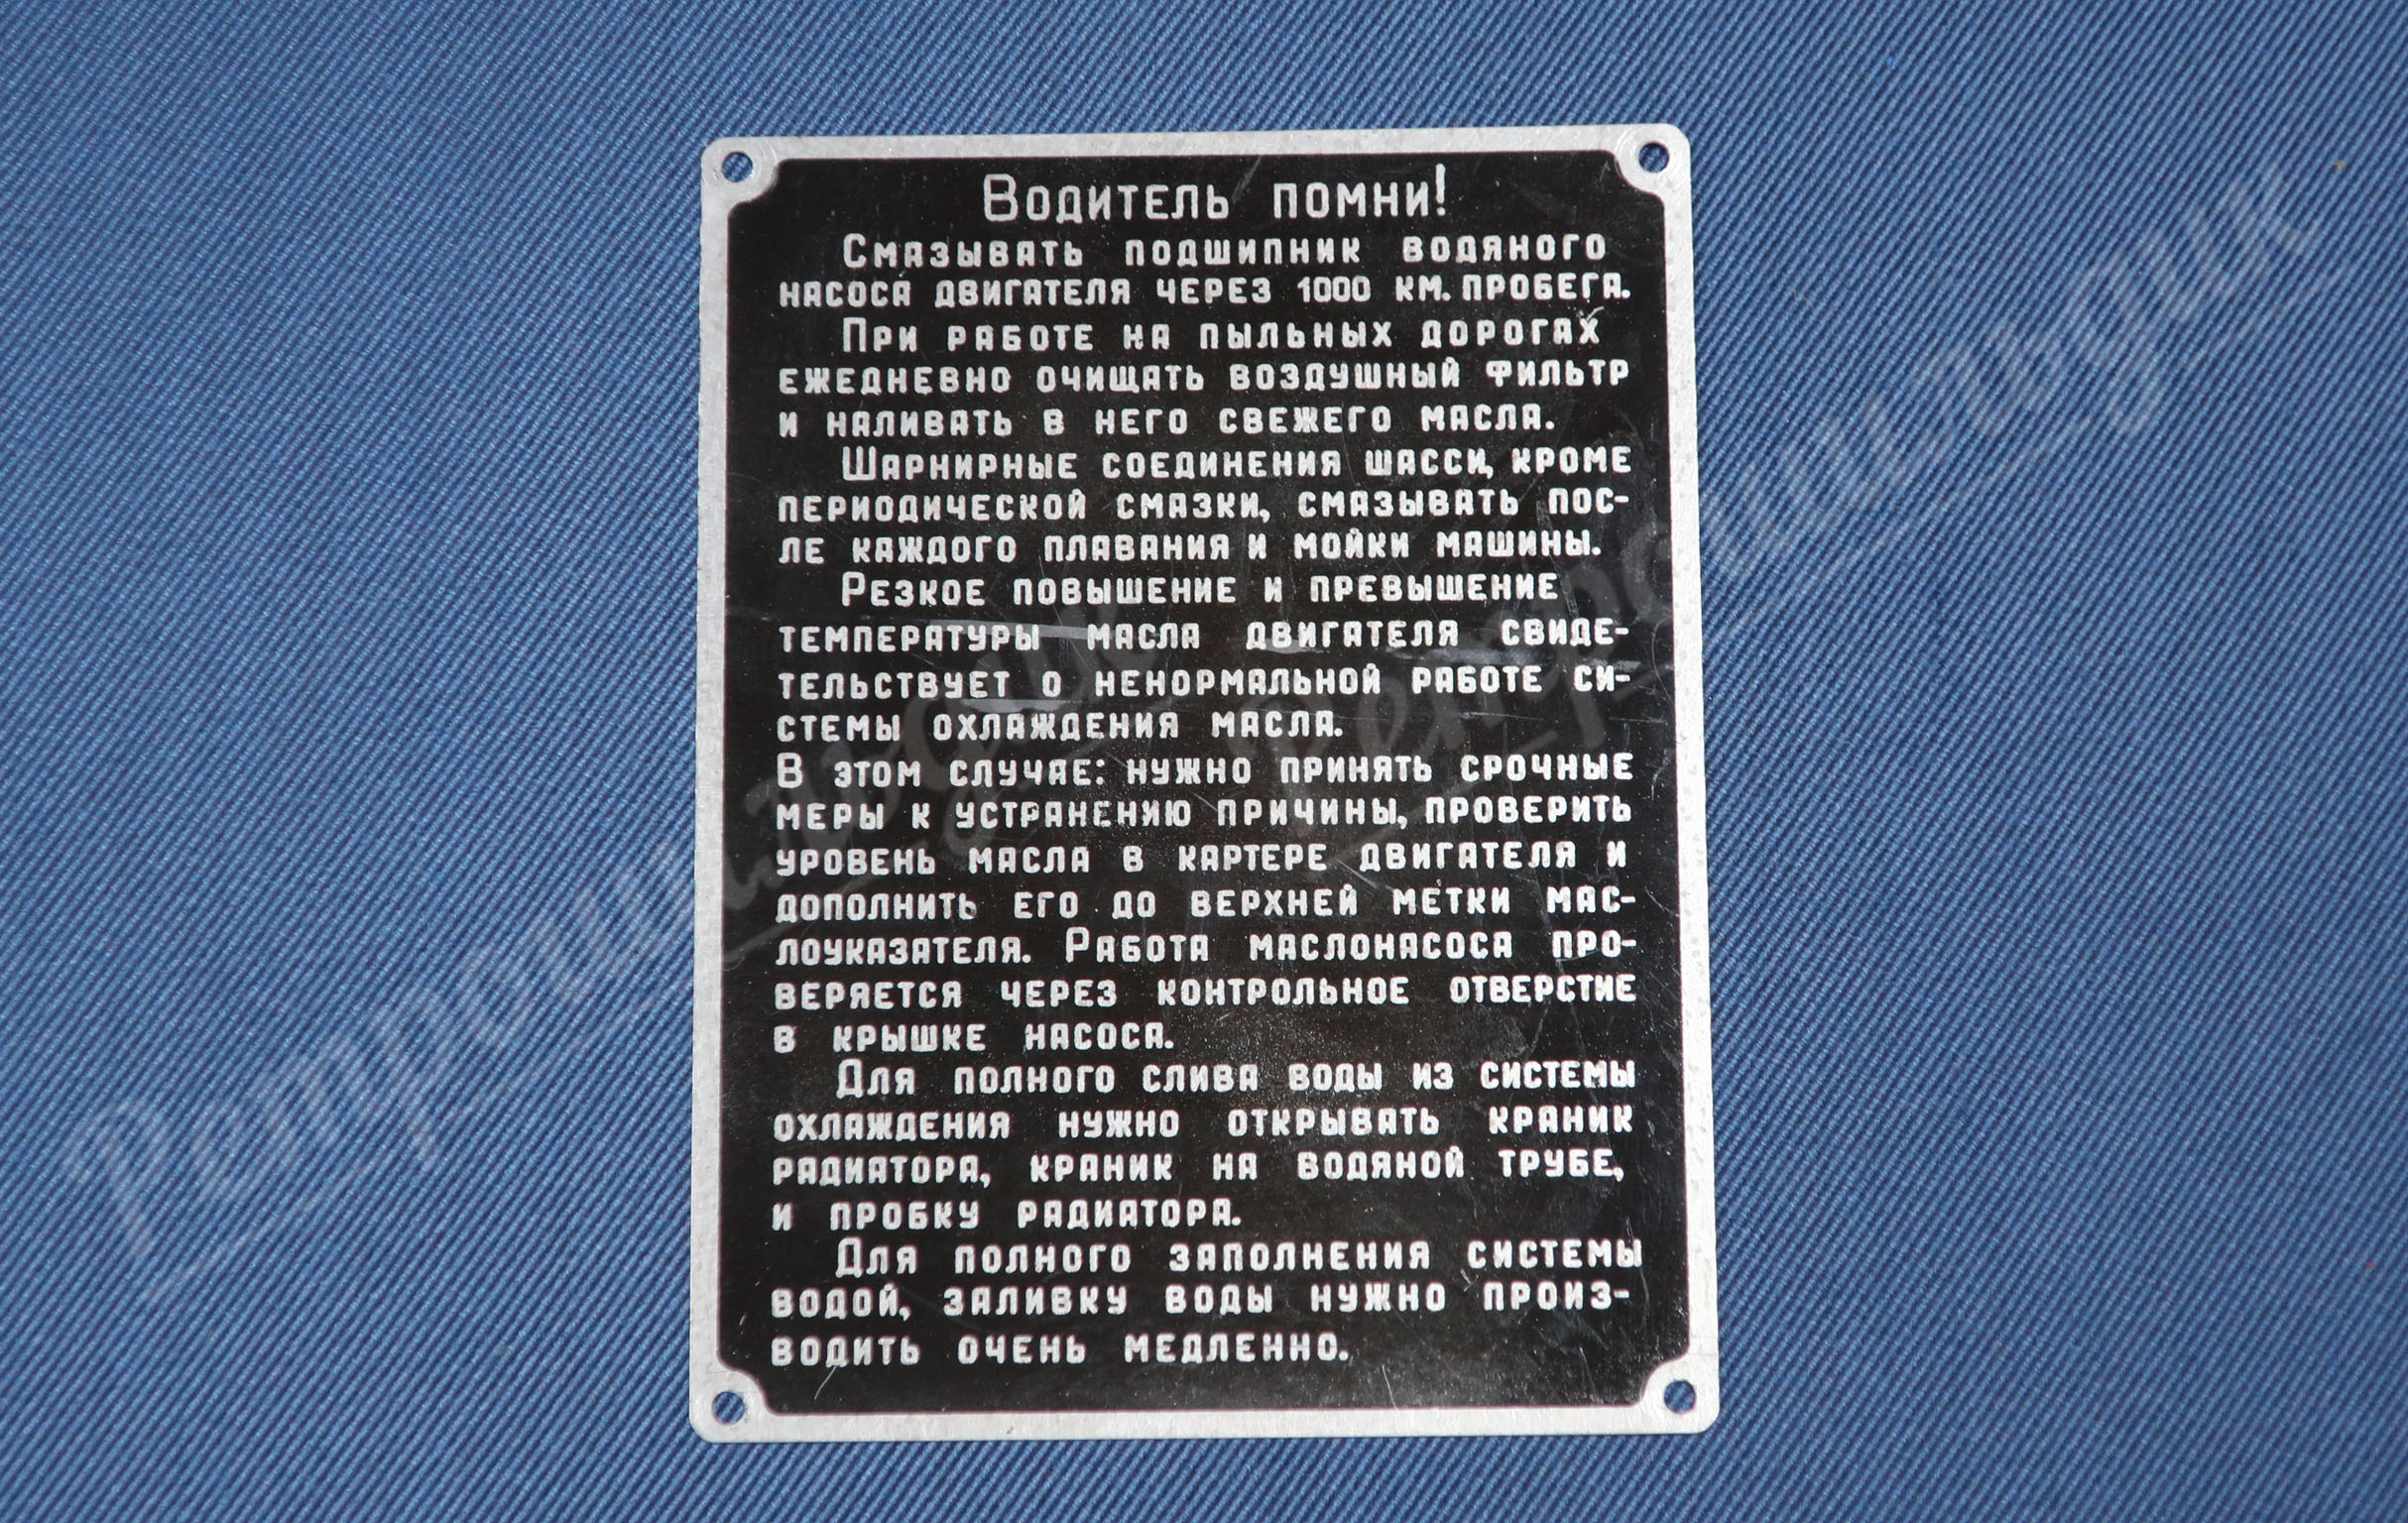 Водитель помни!
Смазывать подшипник водяного
насоса двигателя через 1000 км. пробега.
При работе на пыльных дорогах
ежедневно очищать воздушный фильтр
и наливать в него свежего масла.
Шарнирные соединения шасси, кроме
периодической смазки, смазывать пос-
ле каждого плавания и мойки машины.
Резкое повышение и превышение
температуры масла двигателя свиде-
тельствует о ненормальной работе си-
стемы охлаждения масла.
В этом случае: нужно принять срочные
меры к устранению причины, проверить
уровень масла в картере двигателя и
дополнить его до верхней метки мас-
лоуказателя. Работа маслонасоса про-
веряется через контрольное отверстие
в крышке насоса.
Для полного слива воды из системы
охлаждения нужно открывать краник
радиатора, краник на водяной трубе,
и пробку радиатора.
Для полного заполнения системы
водой, заливку воды нужно произ-
водить очень медленно.
Ретрошильдик
Ретрошильдик